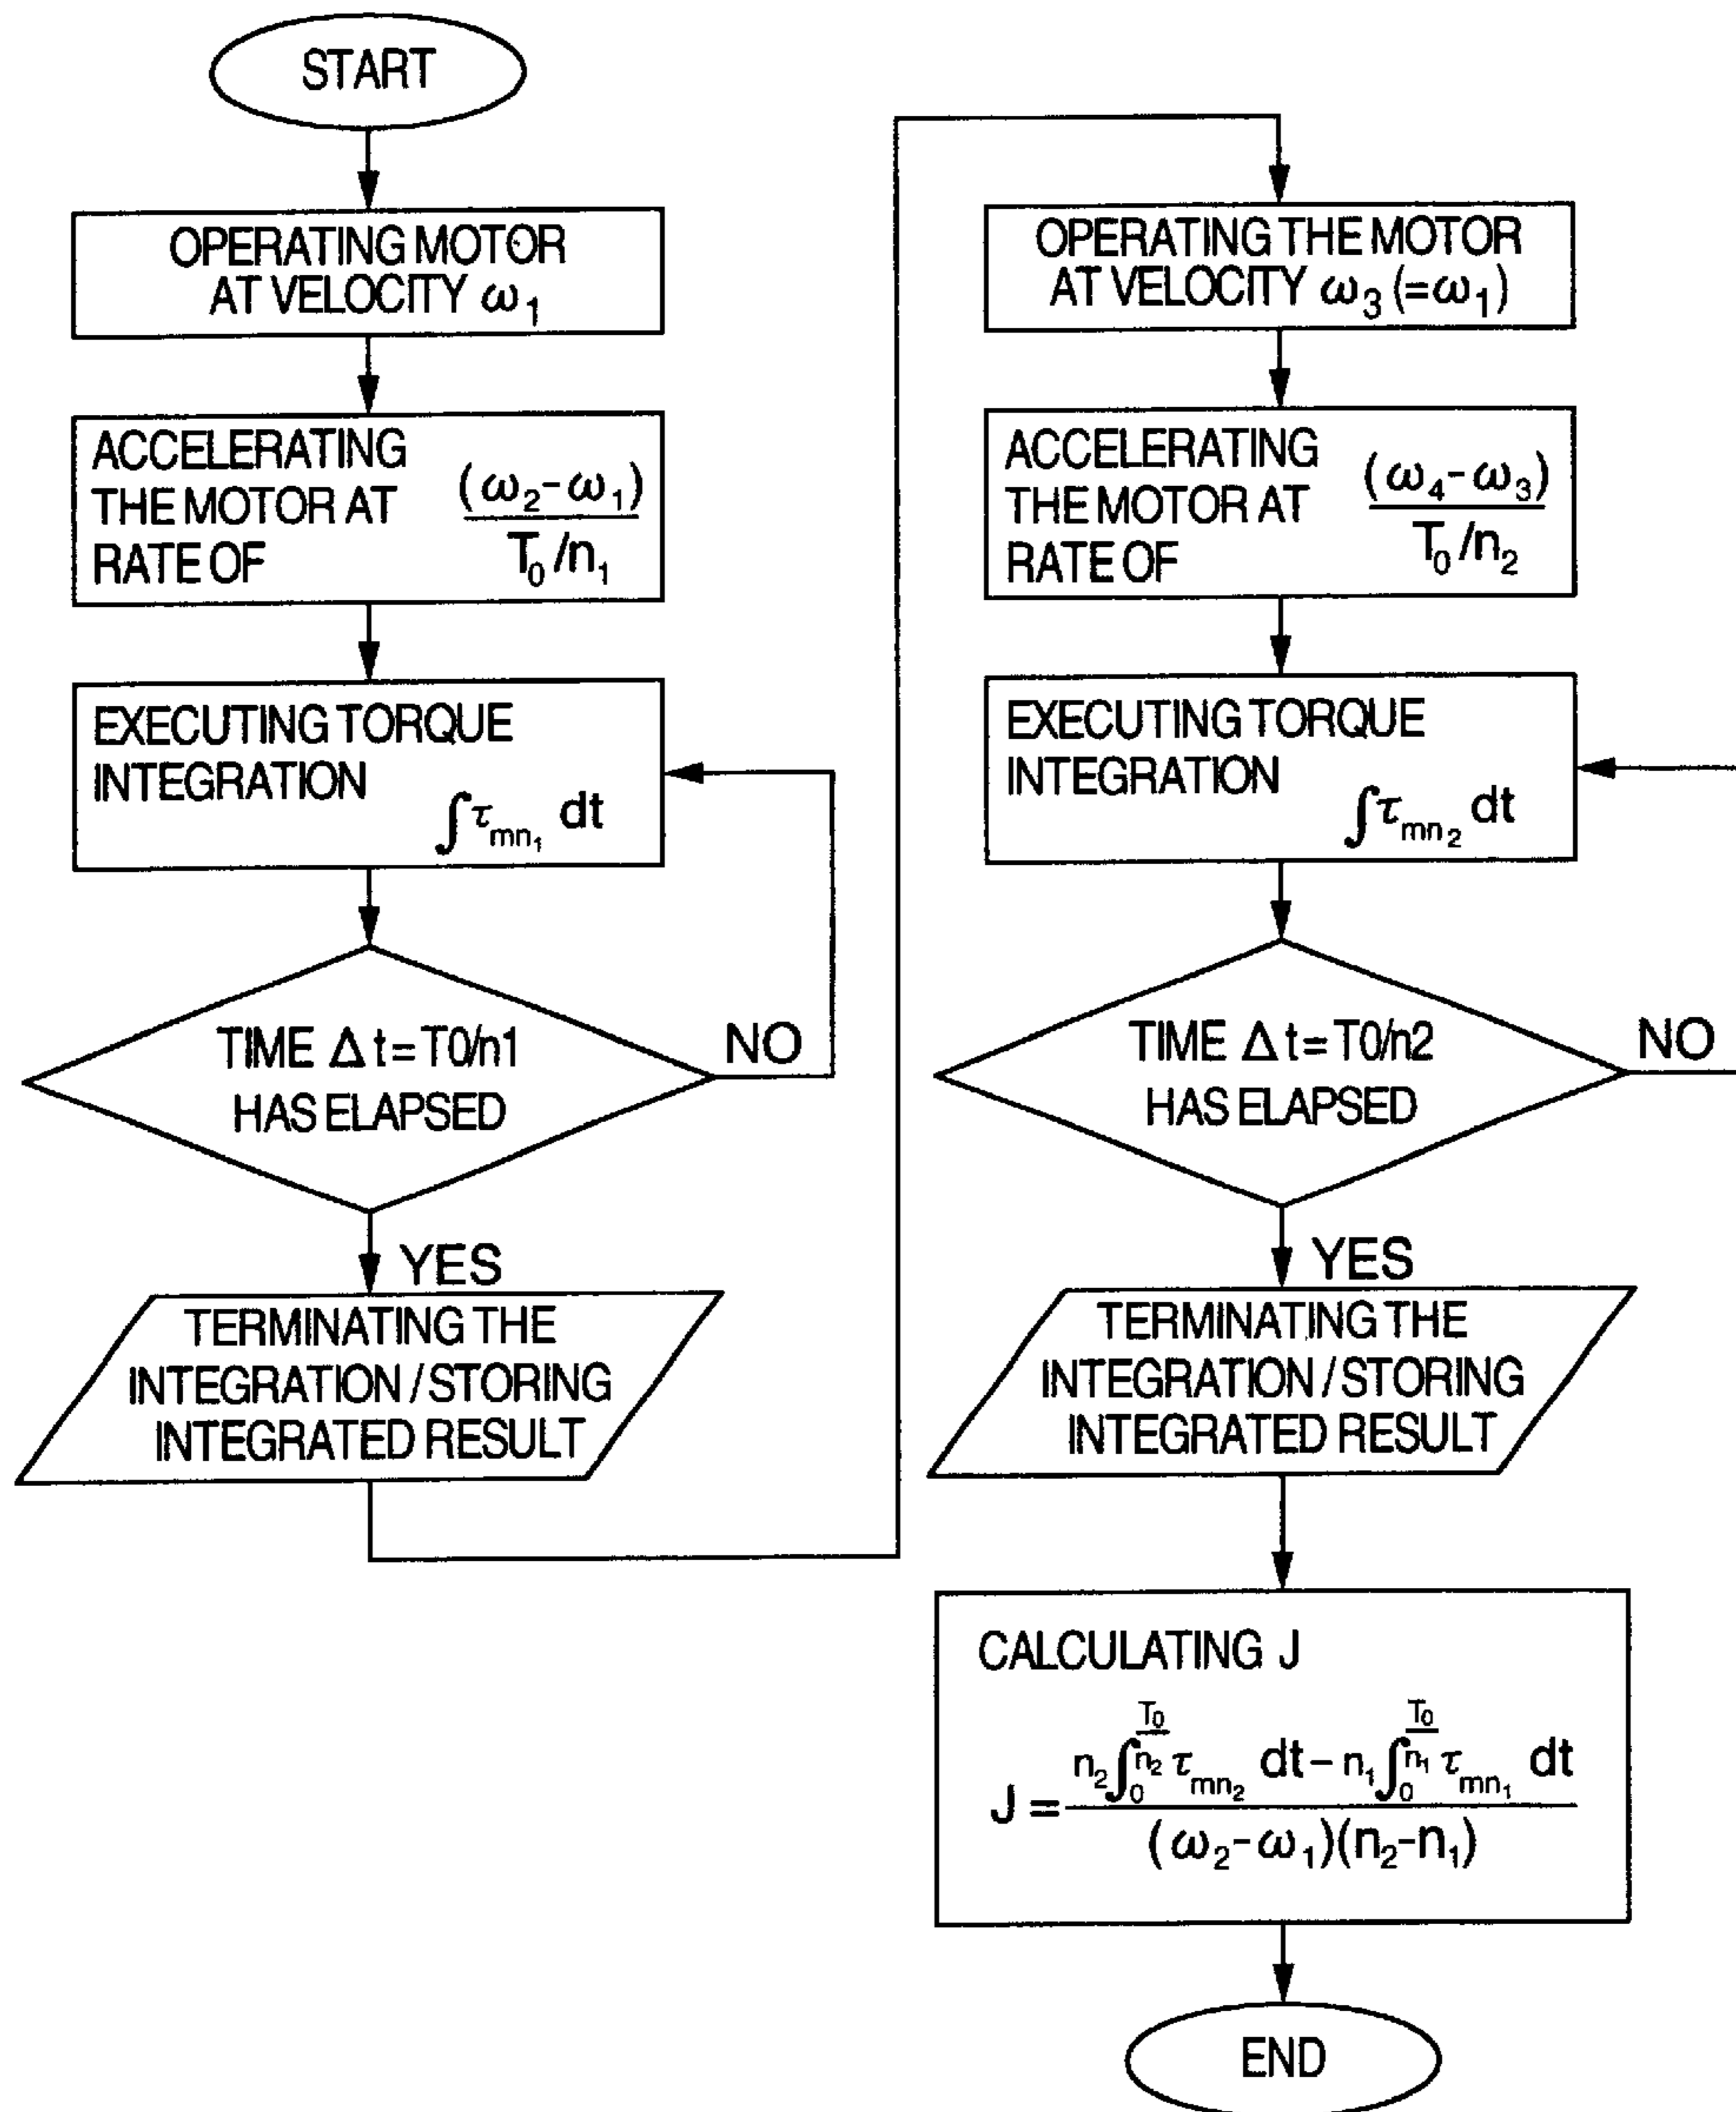 START
OPERATING MOTOR
AT VELOCITY ω₁
ACCELERATING
THE MOTOR AT
RATE OF
(ω₂-ω₁)
T₀/n₁
EXECUTING TORQUE
INTEGRATION
∫τₘₙ₁ dt
TIME Δt=T0/n1
HAS ELAPSED
NO
YES
TERMINATING THE
INTEGRATION/STORING
INTEGRATED RESULT
OPERATING THE MOTOR
AT VELOCITY ω₃(=ω₁)
ACCELERATING
THE MOTOR AT
RATE OF
(ω₄-ω₃)
T₀/n₂
EXECUTING TORQUE
INTEGRATION
∫τₘₙ₂ dt
TIME Δt=T0/n2
HAS ELAPSED
NO
YES
TERMINATING THE
INTEGRATION/STORING
INTEGRATED RESULT
CALCULATING J
J = (n₂∫₀^(T₀/n₂) τₘₙ₂ dt - n₁∫₀^(T₀/n₁) τₘₙ₁ dt) / ((ω₂-ω₁)(n₂-n₁))
END